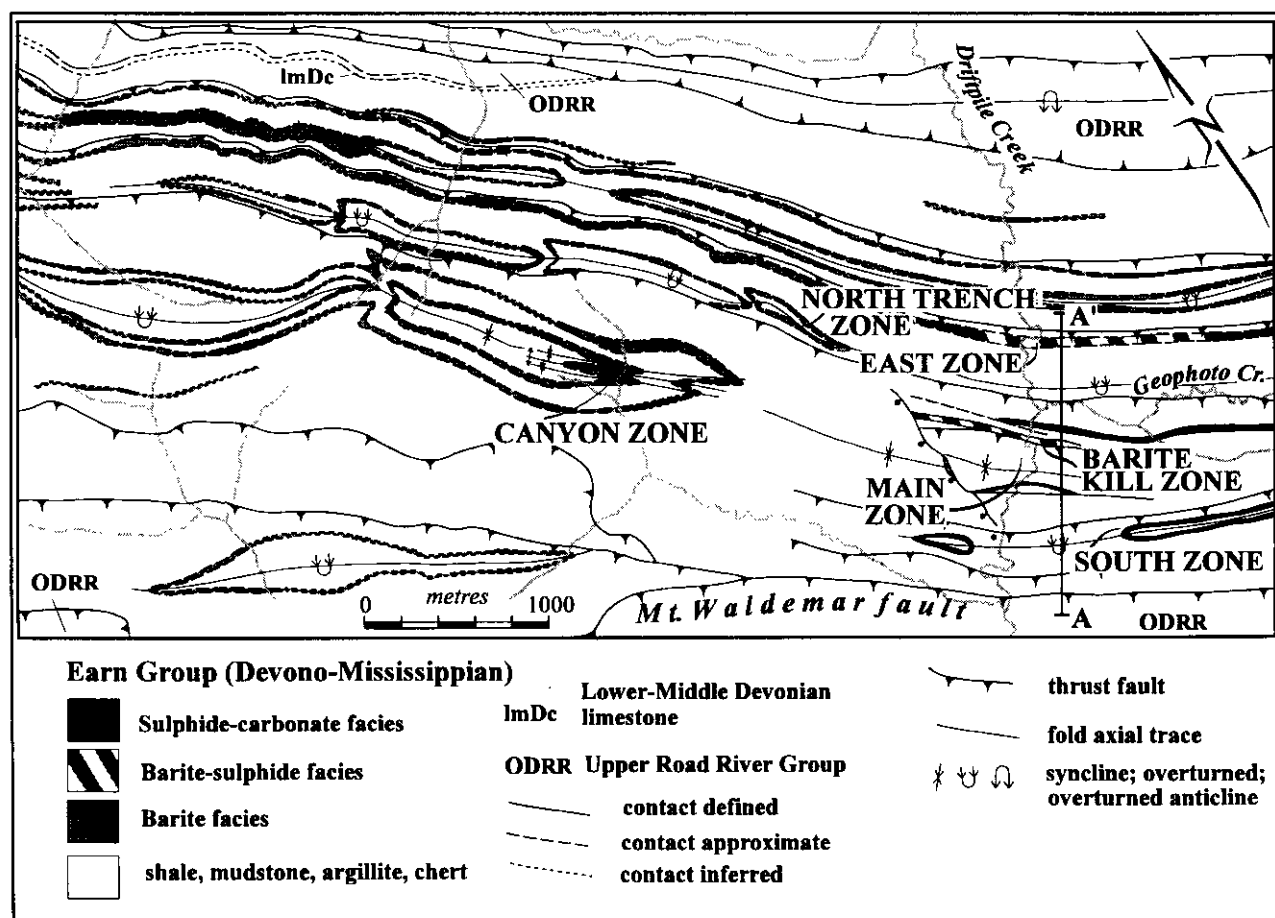 lmDc
ODRR
Driftpile Creek
ODRR
NORTH TRENCH
ZONE
A'
EAST ZONE
Geophoto Cr.
CANYON ZONE
BARITE
KILL ZONE
MAIN
ZONE
SOUTH ZONE
ODRR
0 metres 1000
Mt. Waldemar fault
A
ODRR
Earn Group (Devono-Mississippian)
Sulphide-carbonate facies
Barite-sulphide facies
Barite facies
shale, mudstone, argillite, chert
lmDc Lower-Middle Devonian
limestone
ODRR Upper Road River Group
contact defined
contact approximate
contact inferred
thrust fault
fold axial trace
syncline; overturned;
overturned anticline